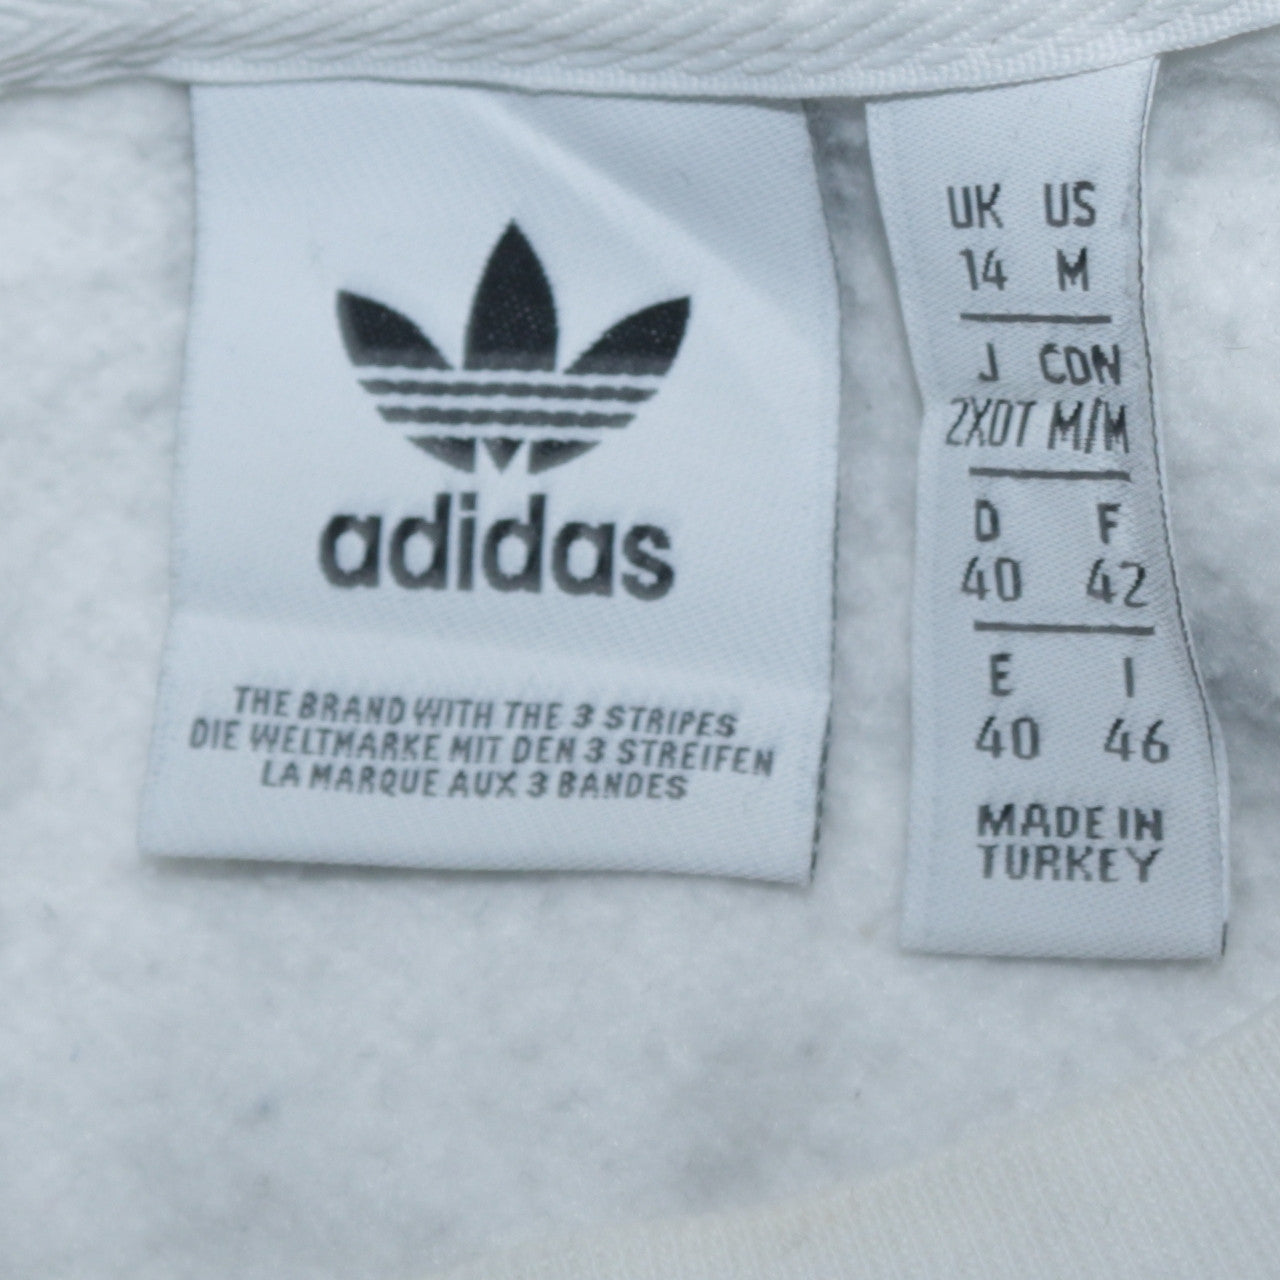 adidas
THE BRAND WITH THE 3 STRIPES
DIE WELTMARKE MIT DEN 3 STREIFEN
LA MARQUE AUX 3 BANDES
UK US
14 M
J CDN
2XOT M/M
D F
40 42
E I
40 46
MADE IN
TURKEY